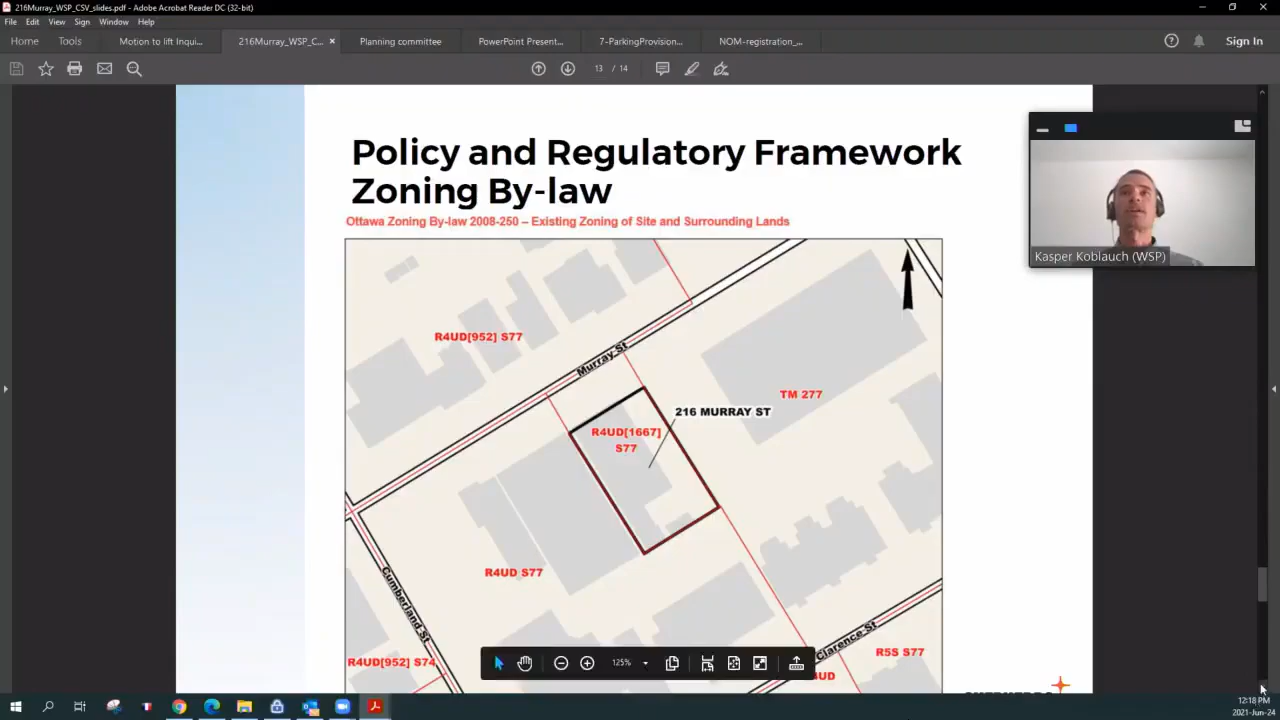 216Murray_WSP_CSV_slides.pdf - Adobe Acrobat Reader DC (32-bit)
File Edit View Sign Window Help
Home Tools Motion to lift Inqui... 216Murray_WSP_C... × Planning committee PowerPoint Present... 7-ParkingProvision... NOM-registration_... Sign In
13 / 14
Policy and Regulatory Framework
Zoning By-law
Ottawa Zoning By-law 2008-250 – Existing Zoning of Site and Surrounding Lands
Kasper Koblauch (WSP)
R4UD[952] S77
Murray St
TM 277
216 MURRAY ST
R4UD[1667]
S77
R4UD S77
Cumberland St
Clarence St
R4UD[952] S74
125%
R5S S77
12:18 PM
2021-Jun-24